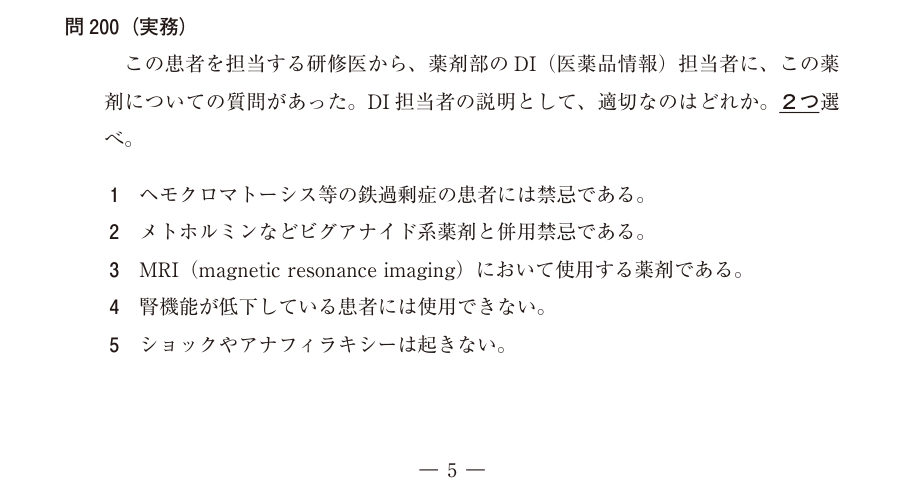 問 200（実務）
この患者を担当する研修医から、薬剤部の DI（医薬品情報）担当者に、この薬
剤についての質問があった。DI 担当者の説明として、適切なのはどれか。２つ選
べ。
1 ヘモクロマトーシス等の鉄過剰症の患者には禁忌である。
2 メトホルミンなどビグアナイド系薬剤と併用禁忌である。
3 MRI（magnetic resonance imaging）において使用する薬剤である。
4 腎機能が低下している患者には使用できない。
5 ショックやアナフィラキシーは起きない。
― 5 ―